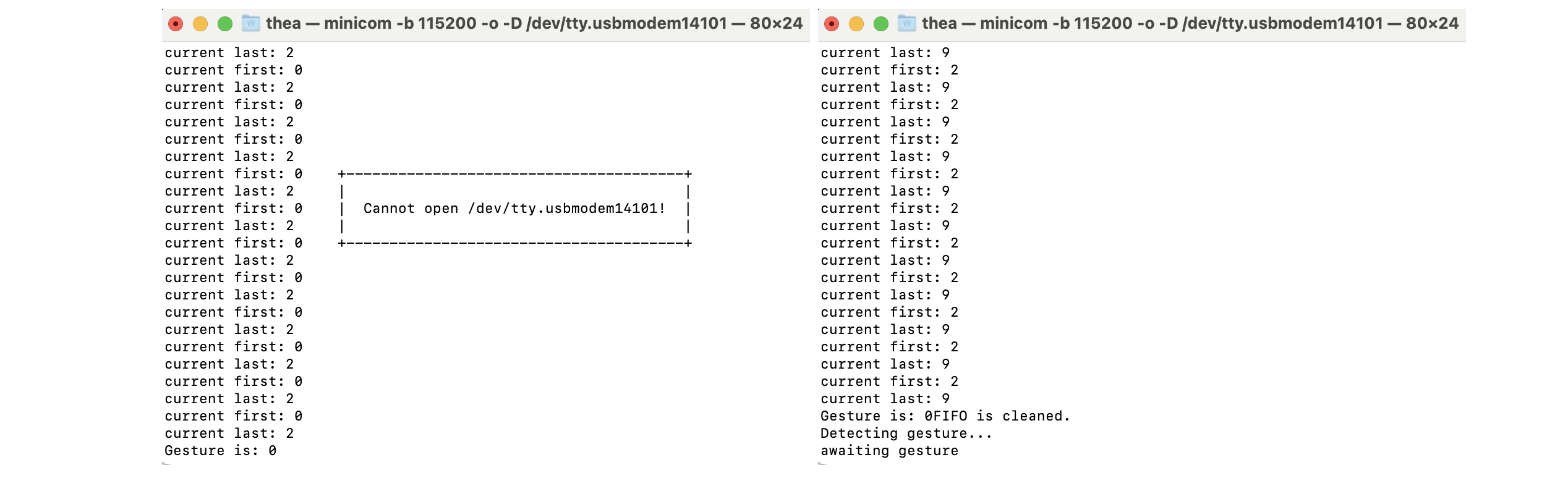 thea — minicom -b 115200 -o -D /dev/tty.usbmodem14101 — 80×24
current last: 2
current first: 0
current last: 2
current first: 0
current last: 2
current first: 0
current last: 2
current first: 0
current last: 2
current first: 0
current last: 2
current first: 0
current last: 2
current first: 0
current last: 2
current first: 0
current last: 2
current first: 0
current last: 2
current first: 0
current last: 2
current first: 0
current last: 2
Gesture is: 0
Cannot open /dev/tty.usbmodem14101!
thea — minicom -b 115200 -o -D /dev/tty.usbmodem14101 — 80×24
current last: 9
current first: 2
current last: 9
current first: 2
current last: 9
current first: 2
current last: 9
current first: 2
current last: 9
current first: 2
current last: 9
current first: 2
current last: 9
current first: 2
current last: 9
current first: 2
current last: 9
current first: 2
current last: 9
current first: 2
current last: 9
Gesture is: 0FIFO is cleaned.
Detecting gesture...
awaiting gesture